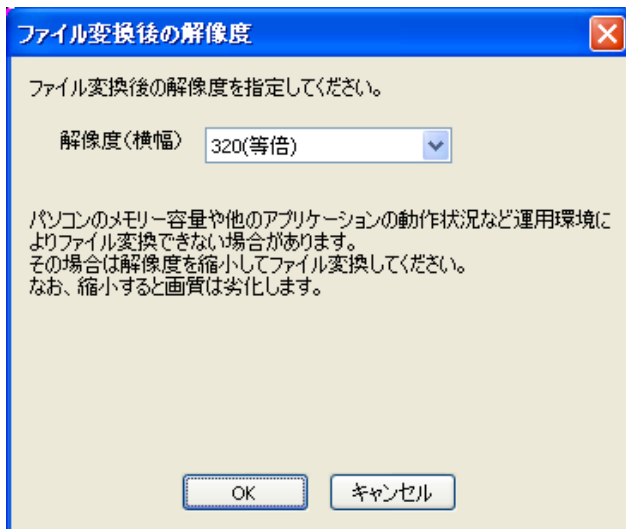 ファイル変換後の解像度
ファイル変換後の解像度を指定してください。
解像度(横幅) 320(等倍)
パソコンのメモリー容量や他のアプリケーションの動作状況など運用環境に
よりファイル変換できない場合があります。
その場合は解像度を縮小してファイル変換してください。
なお、縮小すると画質は劣化します。
OK キャンセル